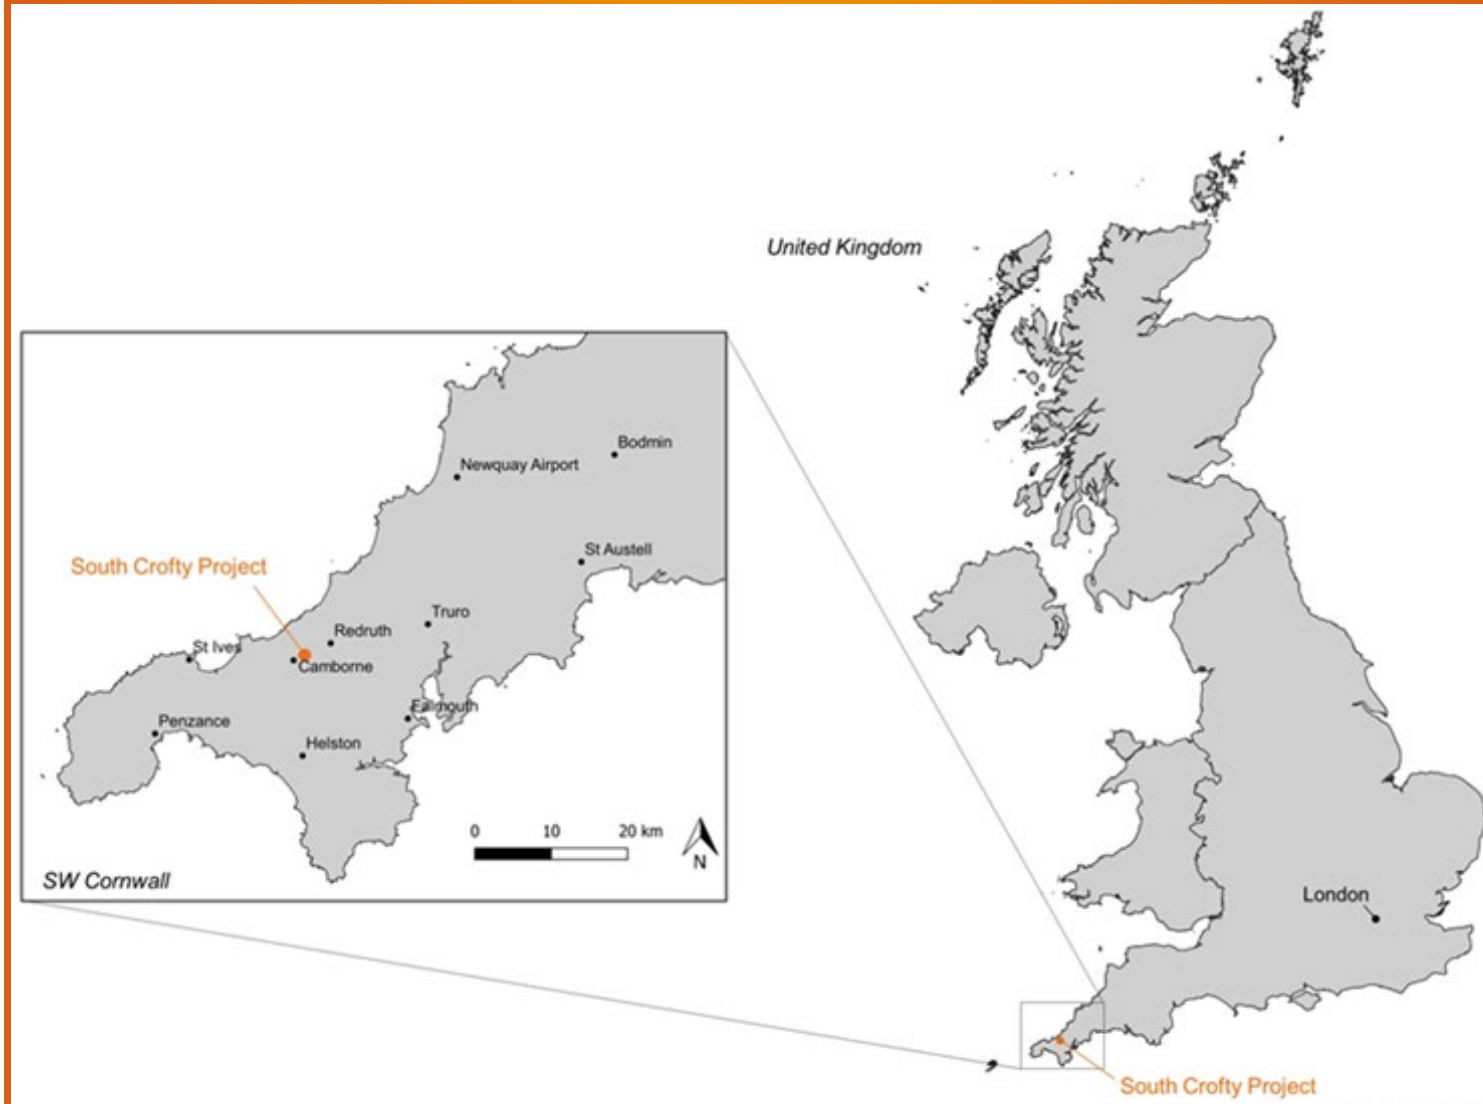 United Kingdom
Bodmin
Newquay Airport
St Austell
South Crofty Project
Truro
Redruth
St Ives
Camborne
Falmouth
Penzance
Helston
0 10 20 km
N
SW Cornwall
London
South Crofty Project